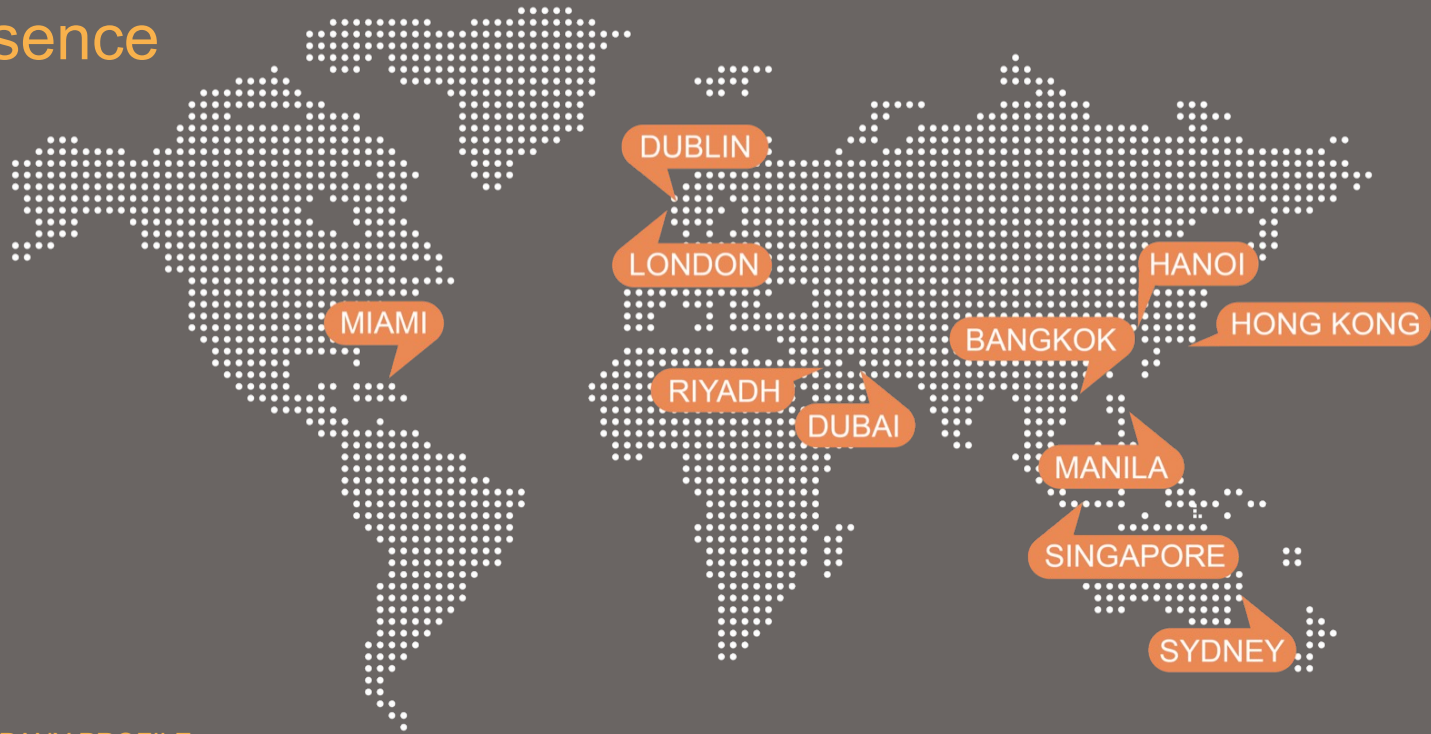 sence
DUBLIN
LONDON
HANOI
MIAMI
HONG KONG
BANGKOK
RIYADH
DUBAI
MANILA
SINGAPORE
SYDNEY